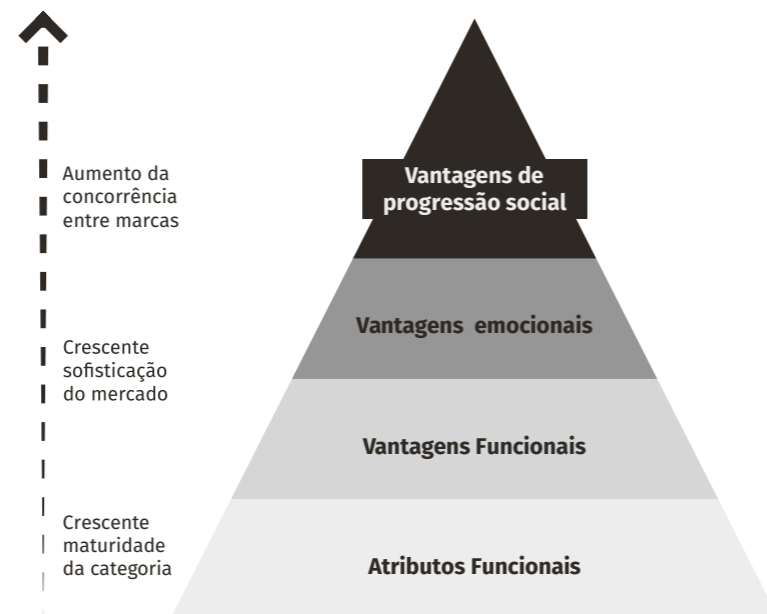 Aumento da
concorrência
entre marcas
Vantagens de
progressão social
Vantagens  emocionais
Crescente
sofisticação
do mercado
Vantagens Funcionais
Crescente
maturidade
da categoria
Atributos Funcionais